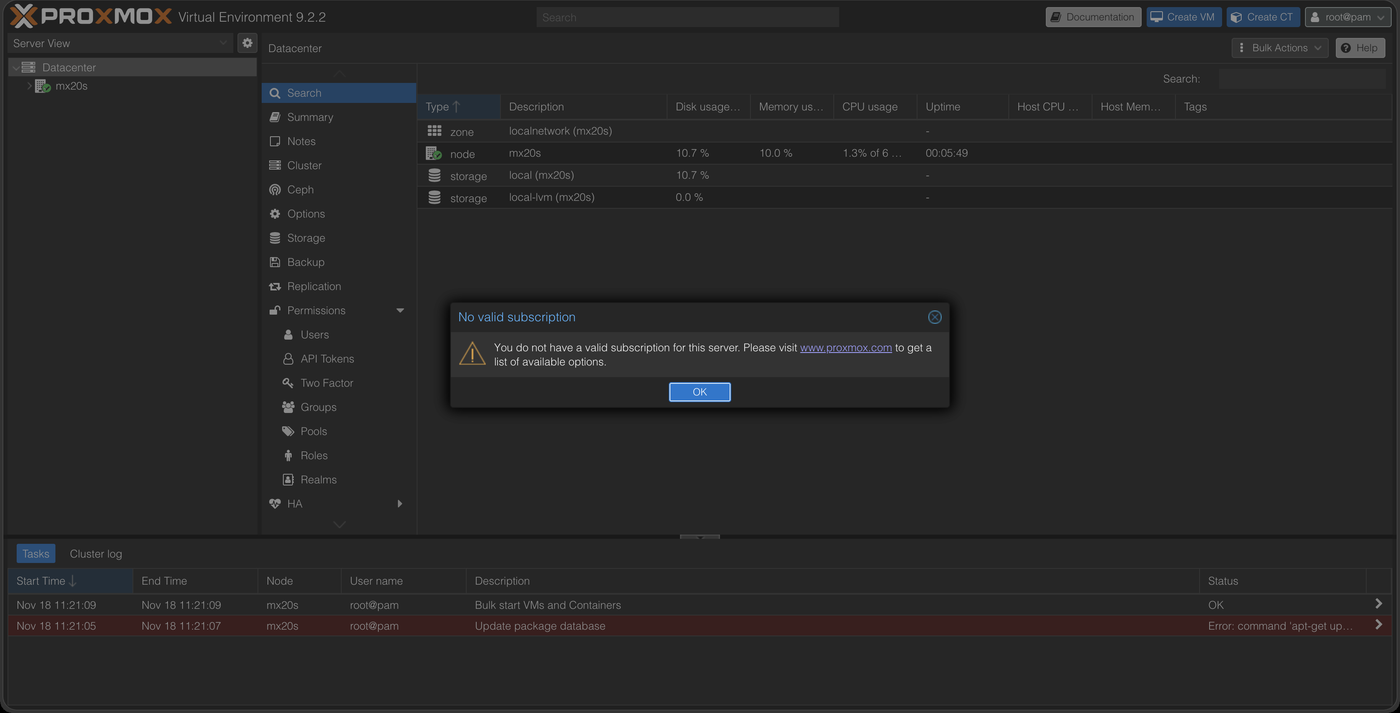 PROXMOX Virtual Environment 9.2.2
Search
Documentation
Create VM
Create CT
root@pam
Server View
Datacenter
mx20s
Datacenter
Bulk Actions
Help
Search
Summary
Notes
Cluster
Ceph
Options
Storage
Backup
Replication
Permissions
Users
API Tokens
Two Factor
Groups
Pools
Roles
Realms
HA
Search:
Type Description Disk usage... Memory us... CPU usage Uptime Host CPU ... Host Mem... Tags
zone localnetwork (mx20s) -
node mx20s 10.7 % 10.0 % 1.3% of 6 ... 00:05:49
storage local (mx20s) 10.7 % -
storage local-lvm (mx20s) 0.0 % -
No valid subscription
You do not have a valid subscription for this server. Please visit www.proxmox.com to get a
list of available options.
OK
Tasks Cluster log
Start Time End Time Node User name Description Status
Nov 18 11:21:09 Nov 18 11:21:09 mx20s root@pam Bulk start VMs and Containers OK
Nov 18 11:21:05 Nov 18 11:21:07 mx20s root@pam Update package database Error: command 'apt-get up...